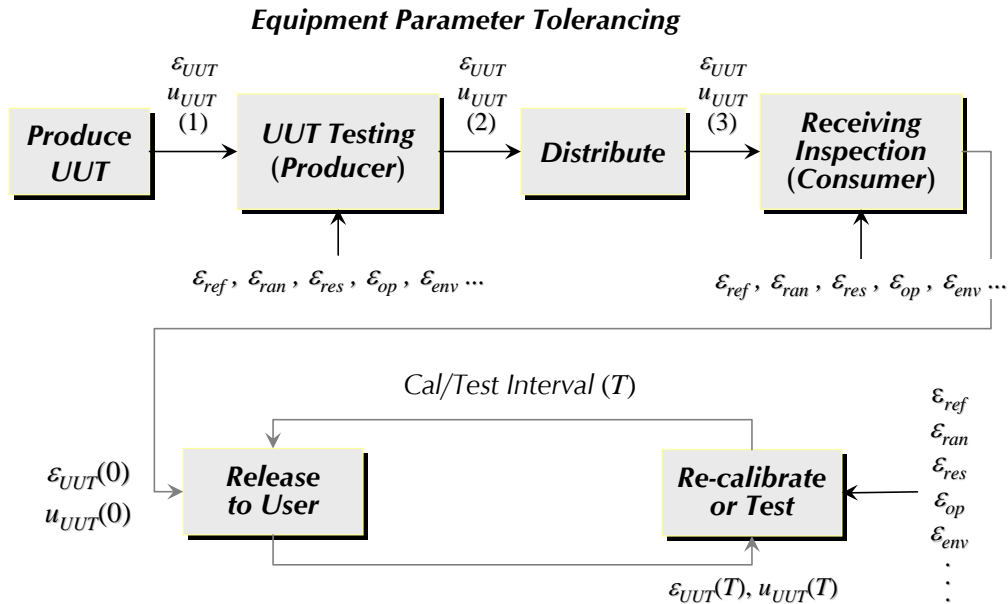 Equipment Parameter Tolerancing
ε_UUT
u_UUT
(1)
ε_UUT
u_UUT
(2)
ε_UUT
u_UUT
(3)
Produce
UUT
UUT Testing
(Producer)
Distribute
Receiving
Inspection
(Consumer)
ε_ref , ε_ran , ε_res , ε_op , ε_env ...
ε_ref , ε_ran , ε_res , ε_op , ε_env ...
Cal/Test Interval (T)
ε_UUT(0)
u_UUT(0)
Release
to User
Re-calibrate
or Test
ε_ref
ε_ran
ε_res
ε_op
ε_env
.
.
.
ε_UUT(T), u_UUT(T)